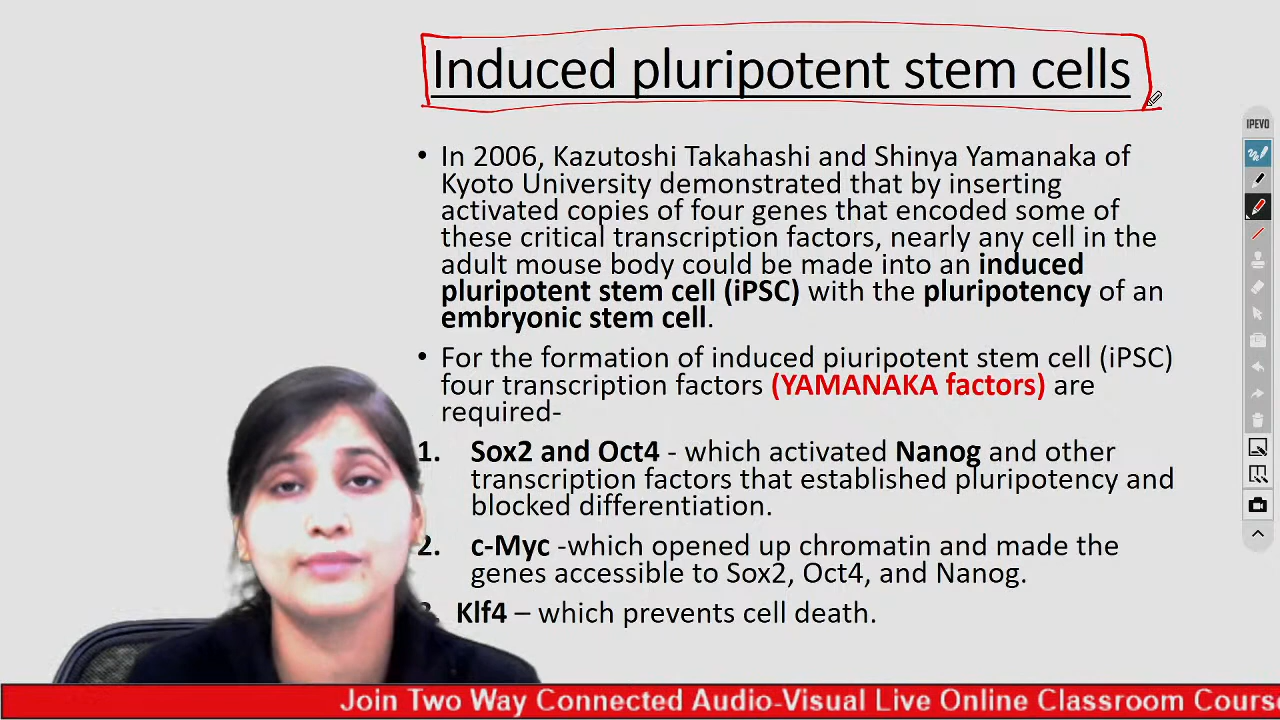 Induced pluripotent stem cells
IPEVO
• In 2006, Kazutoshi Takahashi and Shinya Yamanaka of
Kyoto University demonstrated that by inserting
activated copies of four genes that encoded some of
these critical transcription factors, nearly any cell in the
adult mouse body could be made into an induced
pluripotent stem cell (iPSC) with the pluripotency of an
embryonic stem cell.
• For the formation of induced piuripotent stem cell (iPSC)
four transcription factors (YAMANAKA factors) are
required-
1. Sox2 and Oct4 - which activated Nanog and other
transcription factors that established pluripotency and
blocked differentiation.
2. c-Myc -which opened up chromatin and made the
genes accessible to Sox2, Oct4, and Nanog.
3. Klf4 – which prevents cell death.
Join Two Way Connected Audio-Visual Live Online Classroom Cours